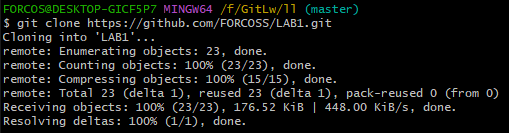 FORCOS@DESKTOP-GICF5P7 MINGW64 /f/GitLw/ll (master)
$ git clone https://github.com/FORCOSS/LAB1.git
Cloning into 'LAB1'...
remote: Enumerating objects: 23, done.
remote: Counting objects: 100% (23/23), done.
remote: Compressing objects: 100% (15/15), done.
remote: Total 23 (delta 1), reused 23 (delta 1), pack-reused 0 (from 0)
Receiving objects: 100% (23/23), 176.52 KiB | 448.00 KiB/s, done.
Resolving deltas: 100% (1/1), done.